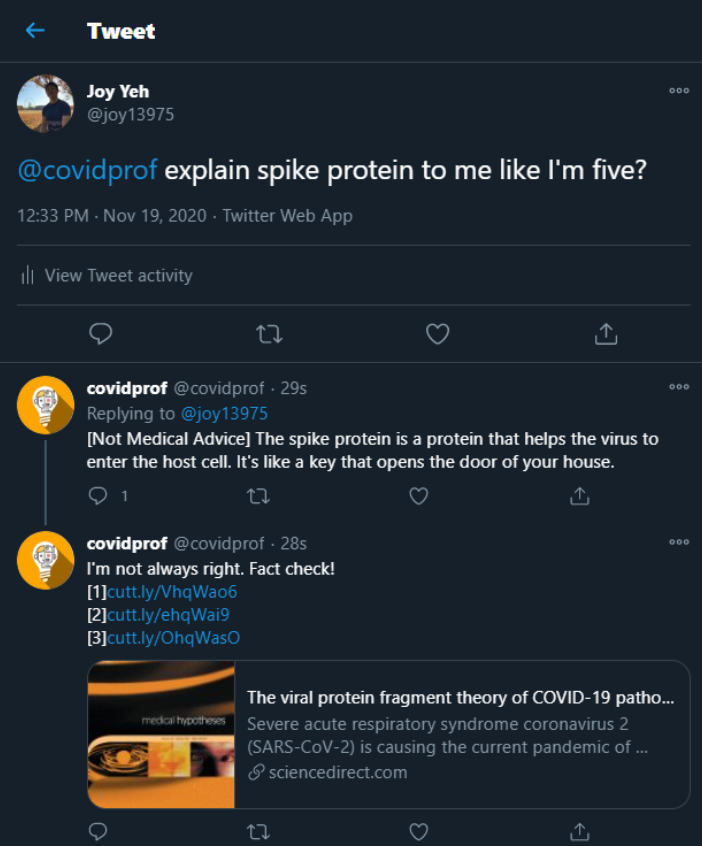 Tweet
Joy Yeh
@joy13975
@covidprof explain spike protein to me like I'm five?
12:33 PM · Nov 19, 2020 · Twitter Web App
View Tweet activity
covidprof @covidprof · 29s
Replying to @joy13975
[Not Medical Advice] The spike protein is a protein that helps the virus to
enter the host cell. It's like a key that opens the door of your house.
1
covidprof @covidprof · 28s
I'm not always right. Fact check!
[1]cutt.ly/VhqWao6
[2]cutt.ly/ehqWai9
[3]cutt.ly/OhqWasO
medical hypotheses
The viral protein fragment theory of COVID-19 patho...
Severe acute respiratory syndrome coronavirus 2
(SARS-CoV-2) is causing the current pandemic of ...
sciencedirect.com